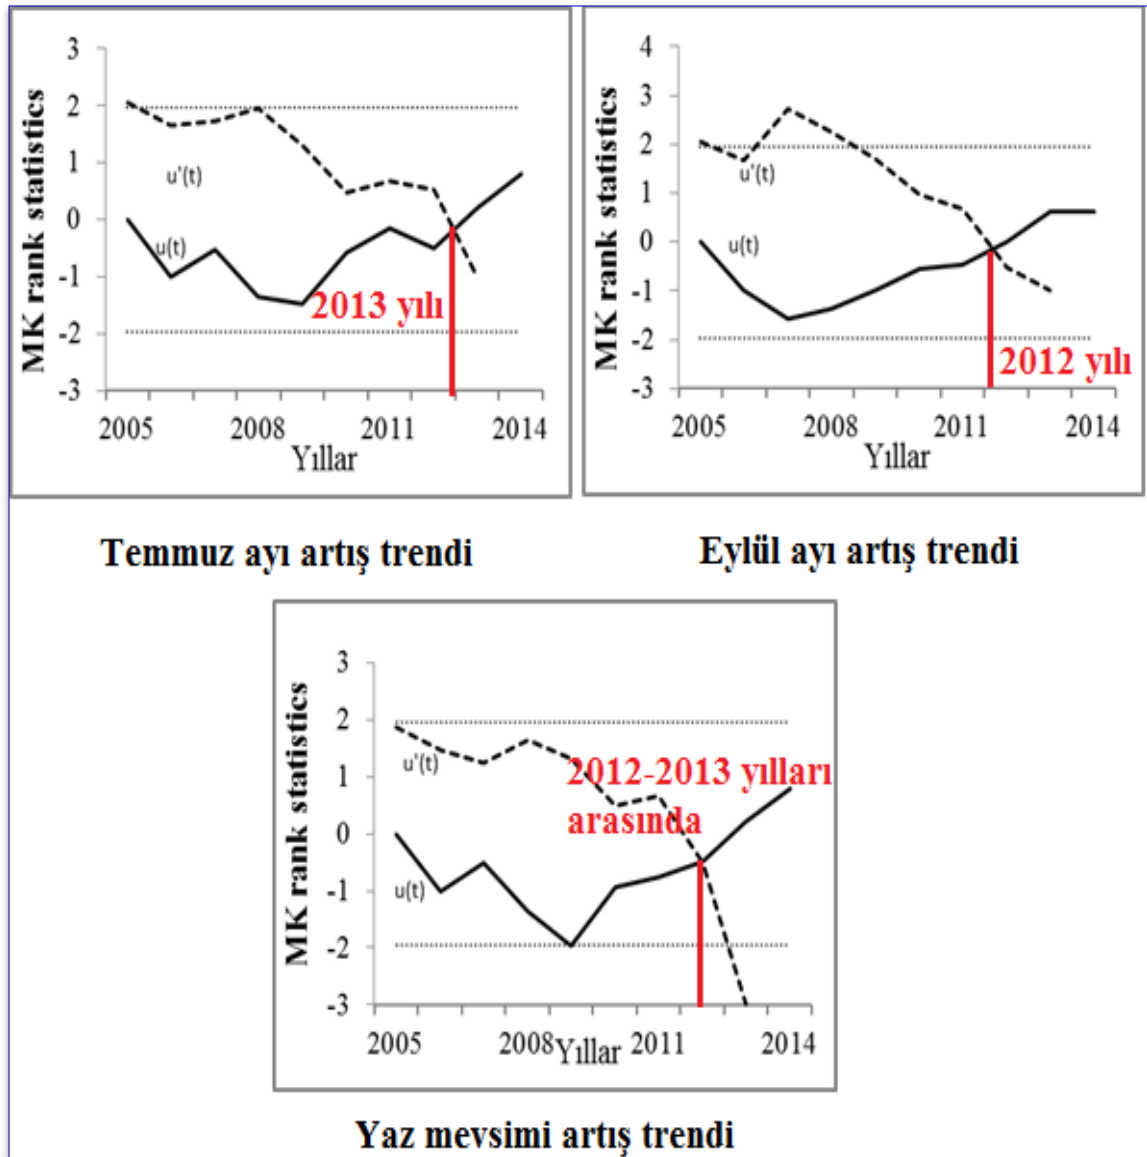 MK rank statistics
3
2
1
0
-1
-2
-3
u'(t)
u(t)
2013 yılı
2005
2008
2011
2014
Yıllar
MK rank statistics
4
3
2
1
0
-1
-2
-3
u'(t)
u(t)
2012 yılı
2005
2008
2011
2014
Yıllar
Temmuz ayı artış trendi
Eylül ayı artış trendi
MK rank statistics
3
2
1
0
-1
-2
-3
u'(t)
u(t)
2012-2013 yılları
arasında
2005
2008
2011
2014
Yıllar
Yaz mevsimi artış trendi